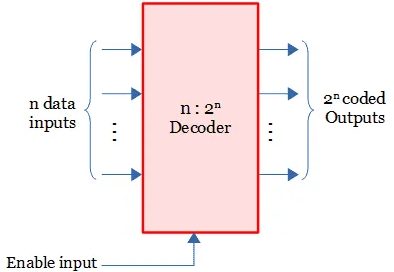 n data
inputs
n : 2ⁿ
Decoder
2ⁿ coded
Outputs
Enable input